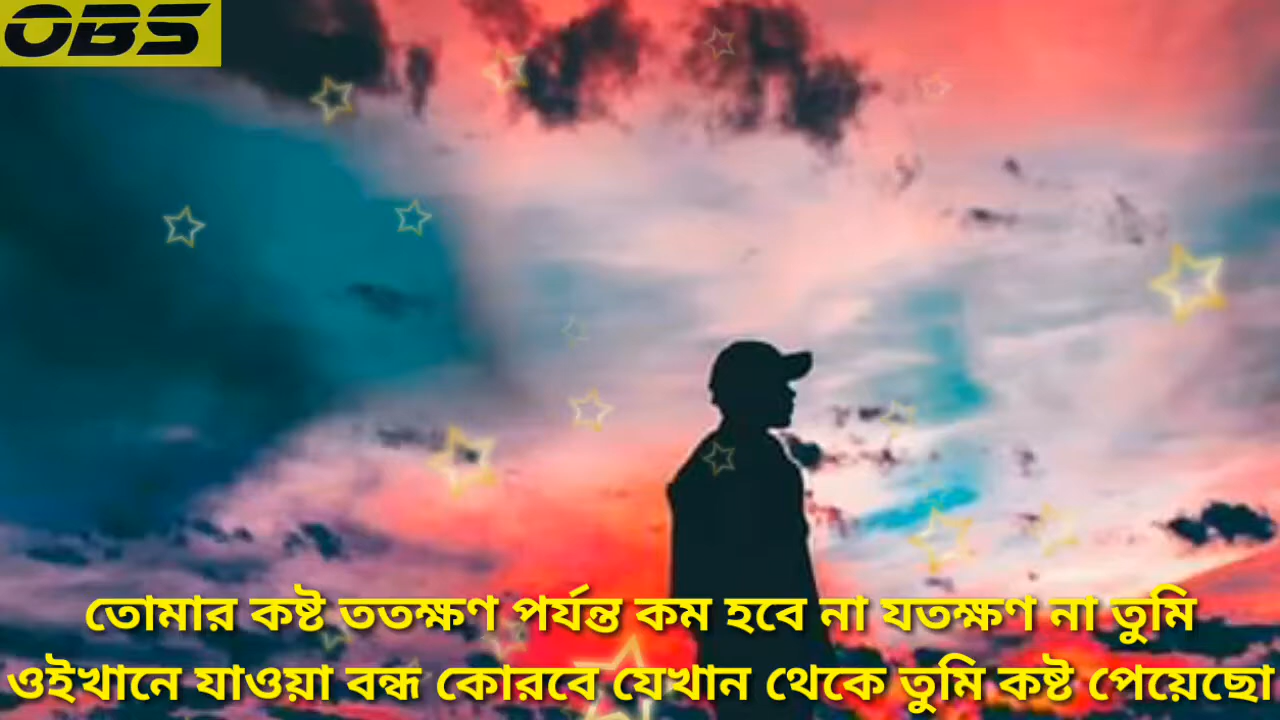 OBS
তোমার কষ্ট ততক্ষণ পর্যন্ত কম হবে না যতক্ষণ না তুমি
ওইখানে যাওয়া বন্ধ কোরবে যেখান থেকে তুমি কষ্ট পেয়েছো